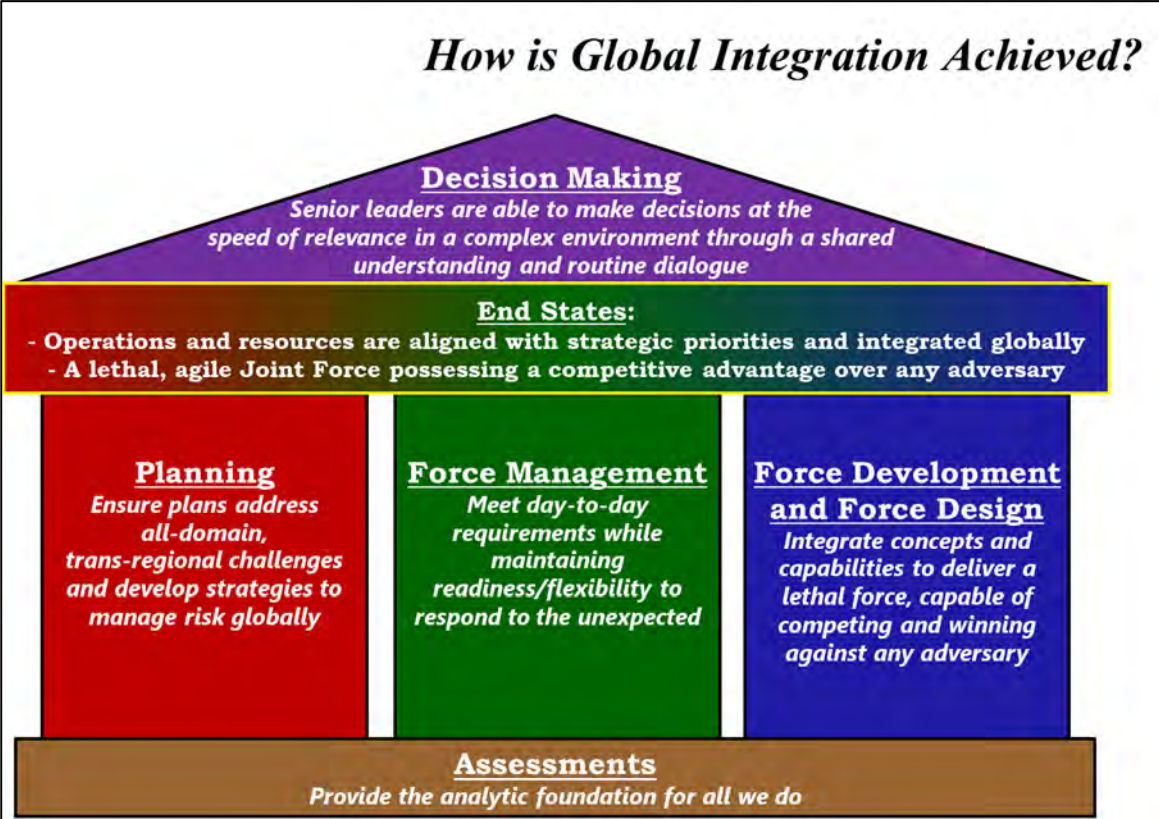 How is Global Integration Achieved?
Decision Making
Senior leaders are able to make decisions at the
speed of relevance in a complex environment through a shared
understanding and routine dialogue
End States:
- Operations and resources are aligned with strategic priorities and integrated globally
- A lethal, agile Joint Force possessing a competitive advantage over any adversary
Planning
Ensure plans address
all-domain,
trans-regional challenges
and develop strategies to
manage risk globally
Force Management
Meet day-to-day
requirements while
maintaining
readiness/flexibility to
respond to the unexpected
Force Development
and Force Design
Integrate concepts and
capabilities to deliver a
lethal force, capable of
competing and winning
against any adversary
Assessments
Provide the analytic foundation for all we do